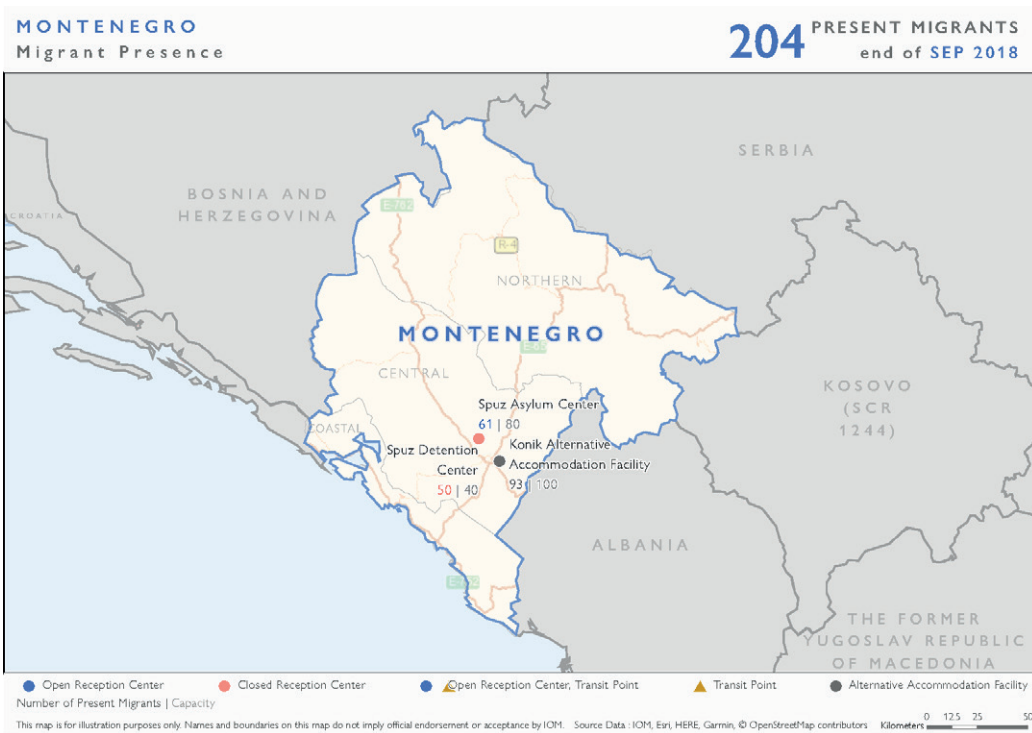 MONTENEGRO
Migrant Presence
204 PRESENT MIGRANTS
end of SEP 2018
SERBIA
BOSNIA AND
HERZEGOVINA
CROATIA
E-762
R-4
NORTHERN
MONTENEGRO
CENTRAL
KOSOVO
(SCR
1244)
Spuz Asylum Center
61 | 80
COASTAL
Konik Alternative
Accommodation Facility
93 | 100
Spuz Detention
Center
50 | 40
ALBANIA
THE FORMER
YUGOSLAV REPUBLIC
OF MACEDONIA
Open Reception Center
Closed Reception Center
Open Reception Center, Transit Point
Transit Point
Alternative Accommodation Facility
Number of Present Migrants | Capacity
This map is for illustration purposes only. Names and boundaries on this map do not imply official endorsement or acceptance by IOM. Source Data : IOM, Esri, HERE, Garmin, © OpenStreetMap contributors
Kilometers
0 12.5 25 50